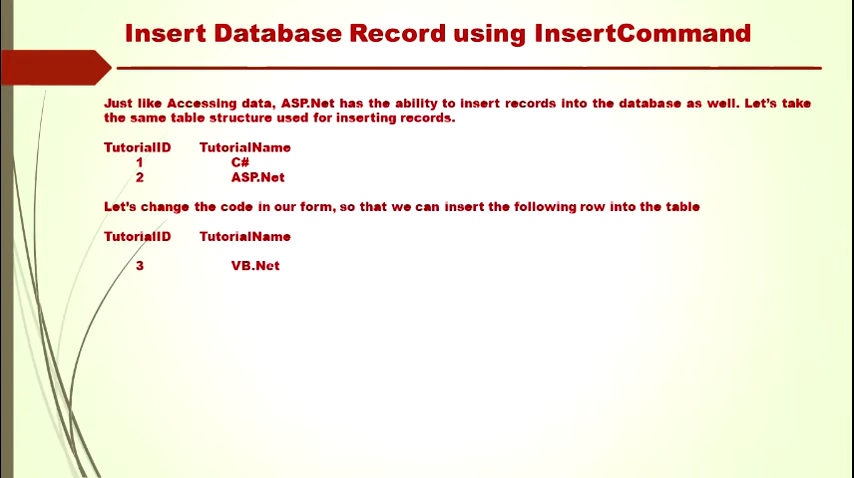 Insert Database Record using InsertCommand
Just like Accessing data, ASP.Net has the ability to insert records into the database as well. Let's take
the same table structure used for inserting records.
TutorialID TutorialName
1 C#
2 ASP.Net
Let's change the code in our form, so that we can insert the following row into the table
TutorialID TutorialName
3 VB.Net